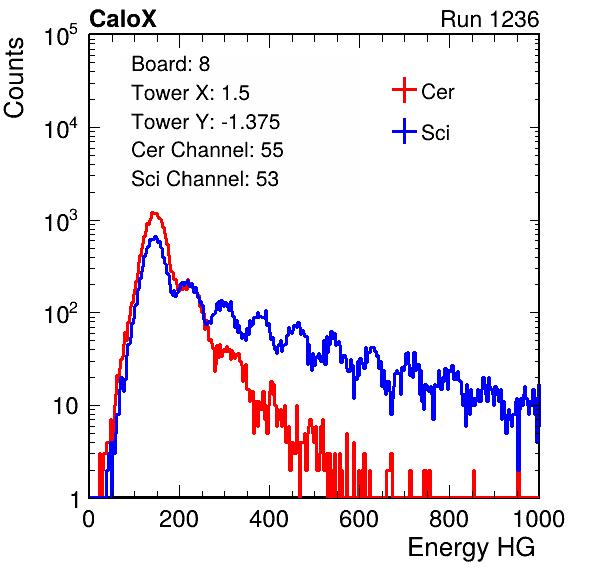 CaloX Run 1236
Counts
10^5
10^4
10^3
10^2
10
1
Board: 8
Tower X: 1.5
Tower Y: -1.375
Cer Channel: 55
Sci Channel: 53
Cer
Sci
0 200 400 600 800 1000
Energy HG